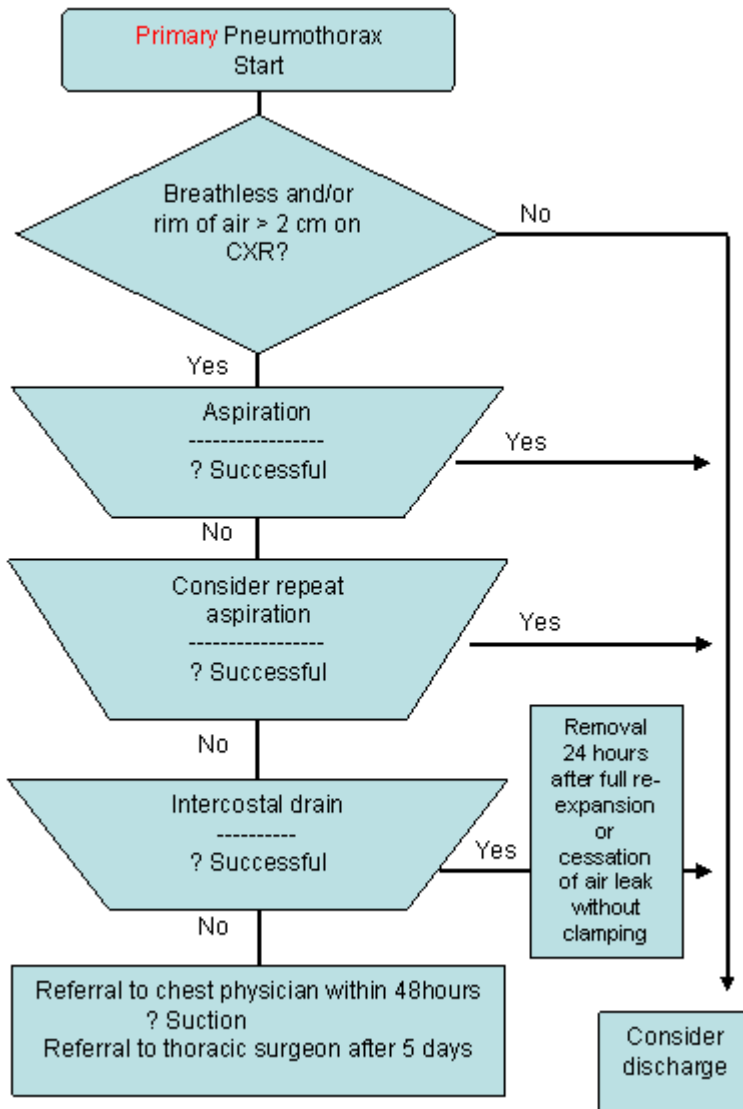 Primary Pneumothorax
Start
Breathless and/or
rim of air > 2 cm on
CXR?
No
Yes
Aspiration
-----------------
? Successful
Yes
No
Consider repeat
aspiration
-----------------
? Successful
Yes
No
Intercostal drain
----------
? Successful
Yes
Removal
24 hours
after full re-
expansion
or
cessation
of air leak
without
clamping
No
Referral to chest physician within 48hours
? Suction
Referral to thoracic surgeon after 5 days
Consider
discharge